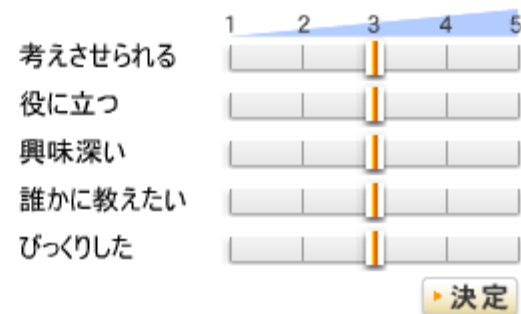 1 2 3 4 5
考えさせられる
役に立つ
興味深い
誰かに教えたい
びっくりした
決定